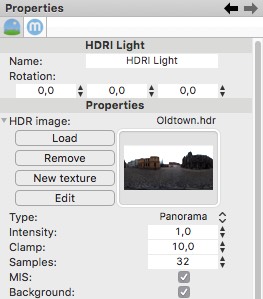 Properties
m
HDRI Light
Name: HDRI Light
Rotation:
0,0 0,0 0,0
Properties
HDR image: Oldtown.hdr
Load
Remove
New texture
Edit
Type: Panorama
Intensity: 1,0
Clamp: 10,0
Samples: 32
MIS:
Background: